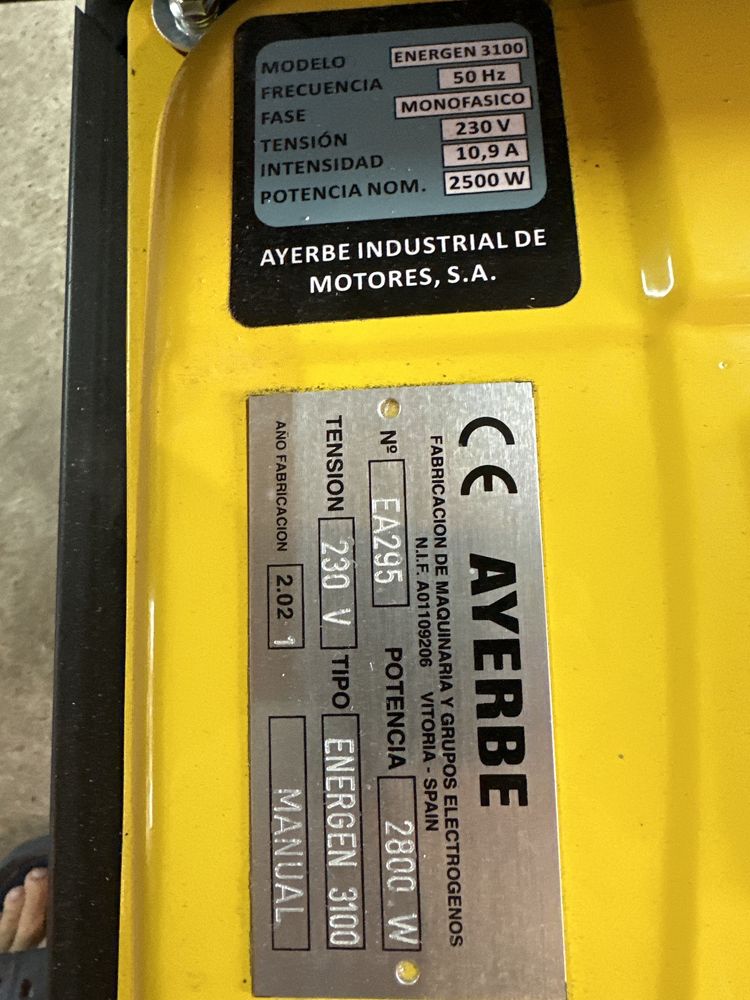 MODELO ENERGEN 3100
FRECUENCIA 50 Hz
FASE MONOFASICO
TENSIÓN 230 V
INTENSIDAD 10,9 A
POTENCIA NOM. 2500 W
AYERBE INDUSTRIAL DE
MOTORES, S.A.
CE AYERBE
FABRICACION DE MAQUINARIA Y GRUPOS ELECTROGENOS
N.I.F. A01109206 VITORIA - SPAIN
Nº EA295 POTENCIA 2800 W
TENSION 230 V TIPO ENERGEN 3100
AÑO FABRICACION 2.02 1 MANUAL